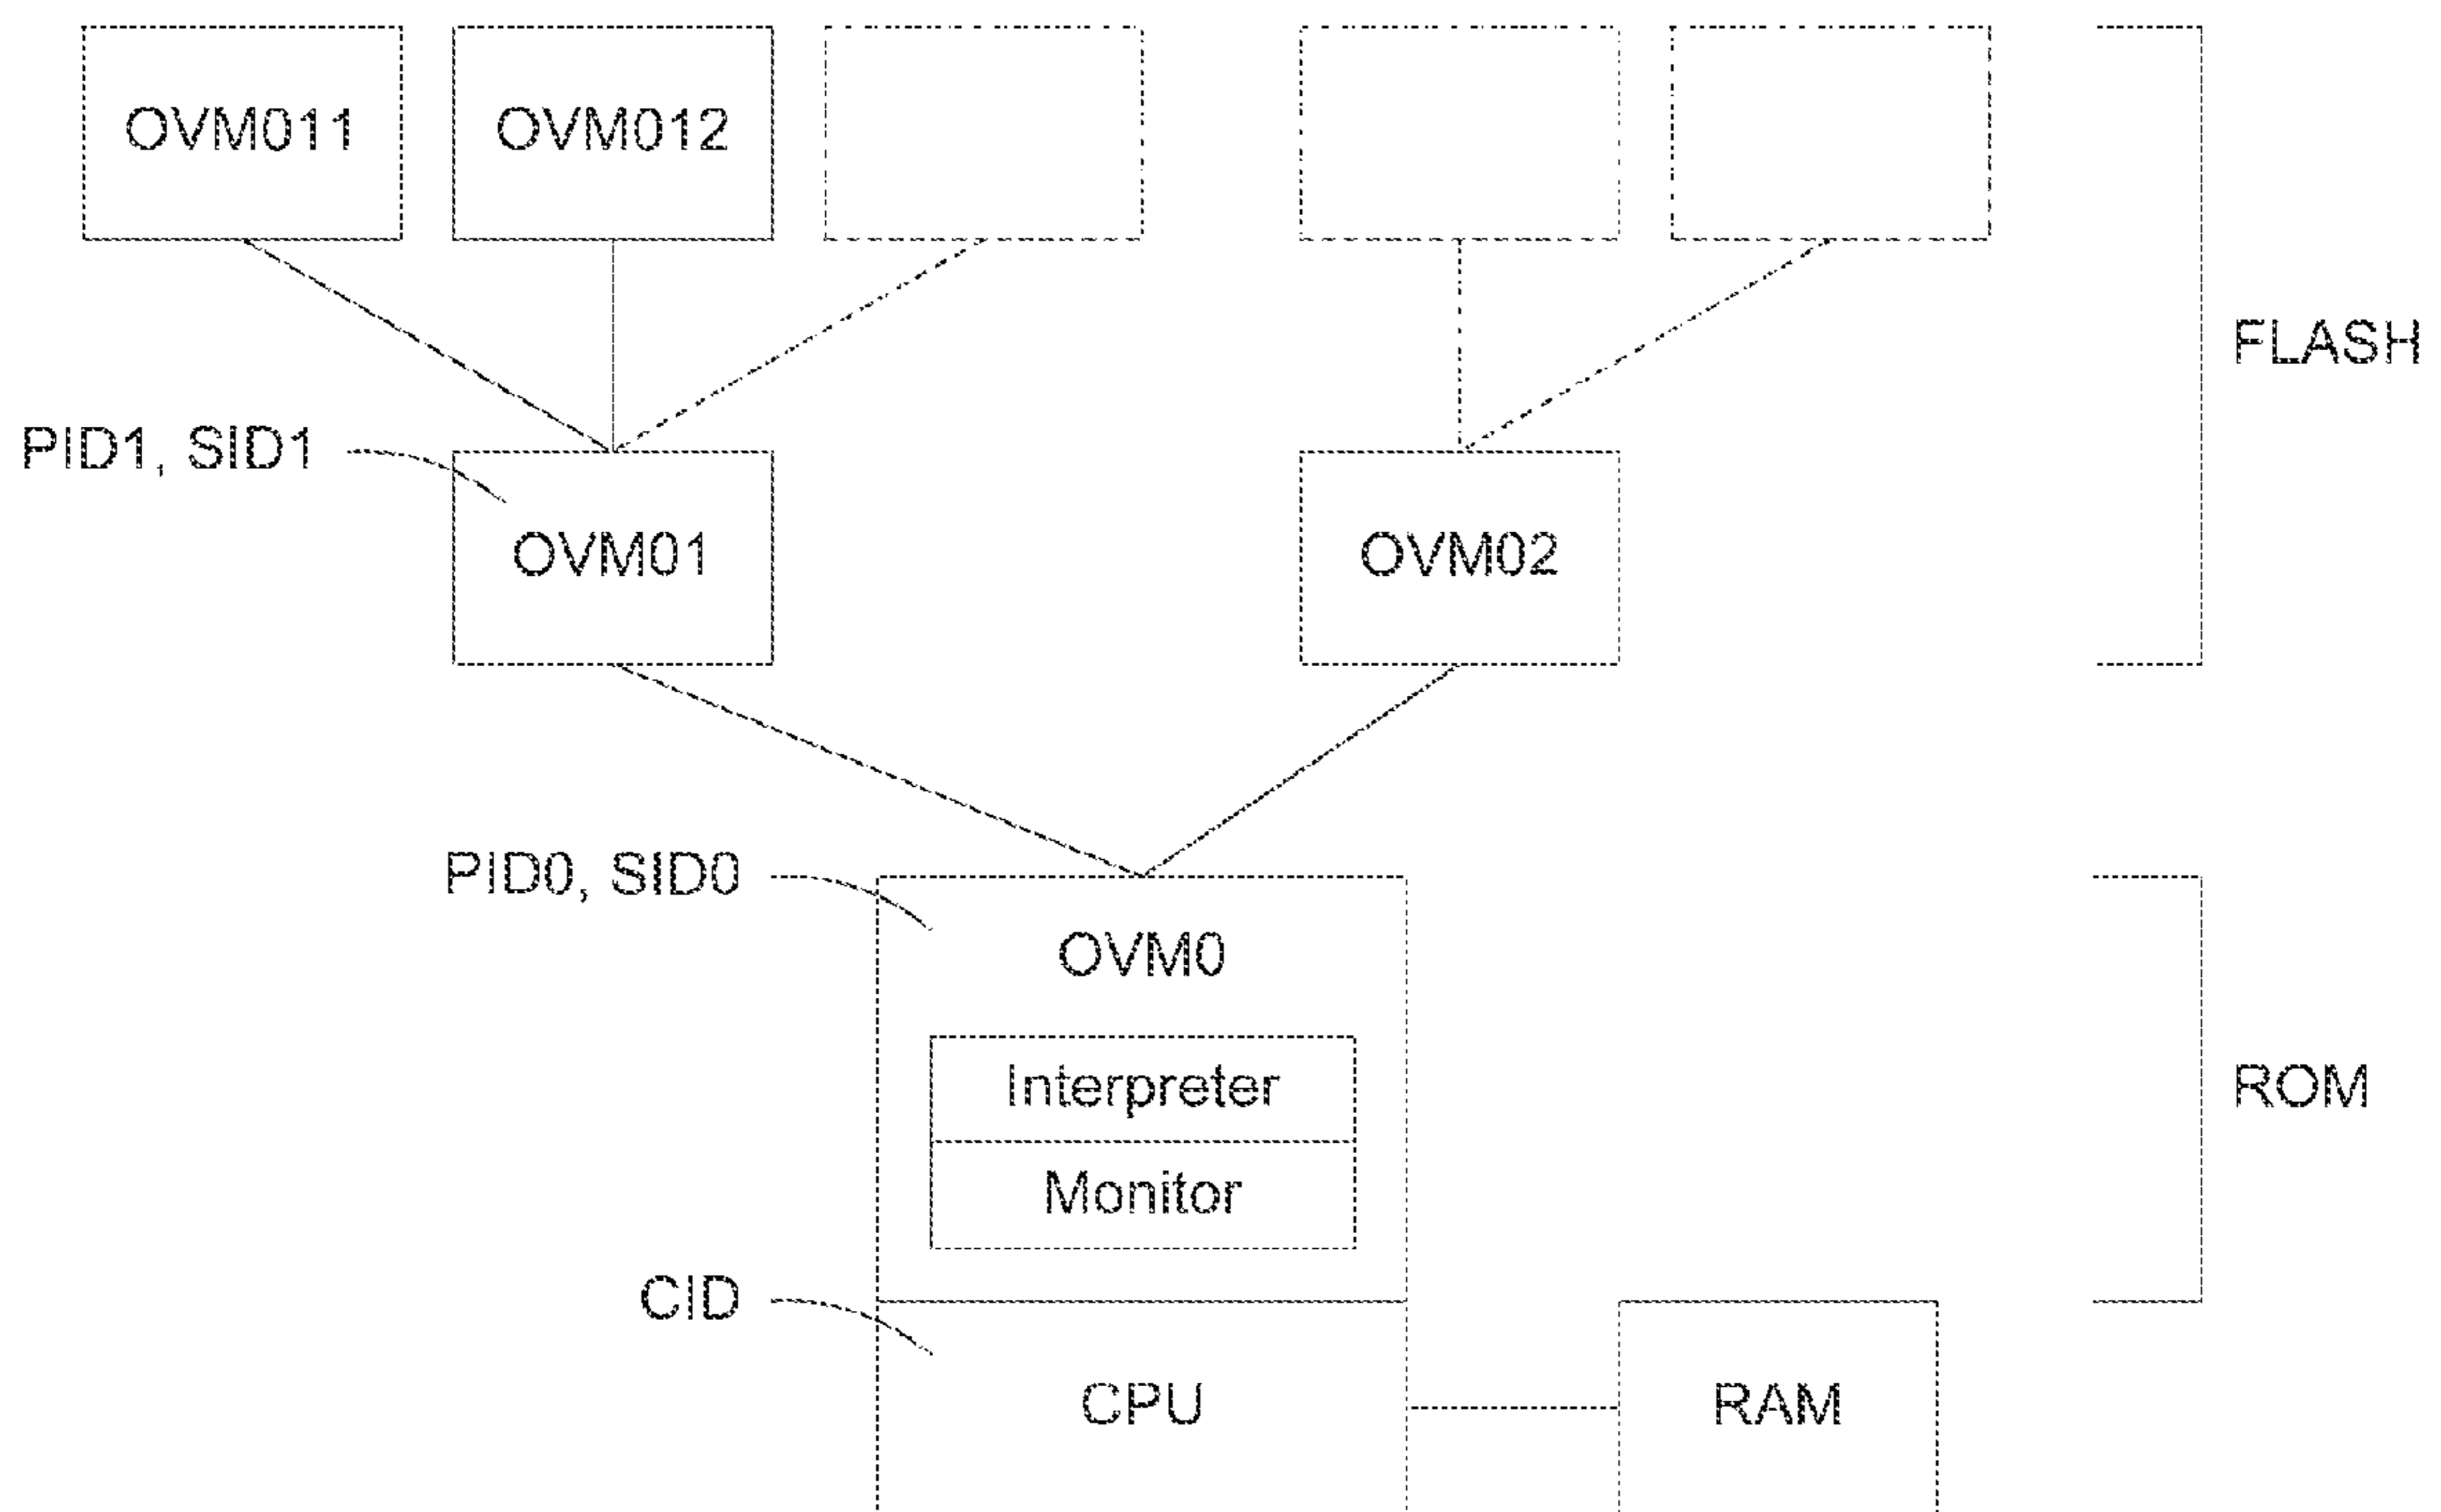 OVM011
OVM012
FLASH
PID1, SID1
OVM01
OVM02
PID0, SID0
OVM0
Interpreter
ROM
Monitor
CID
CPU
RAM